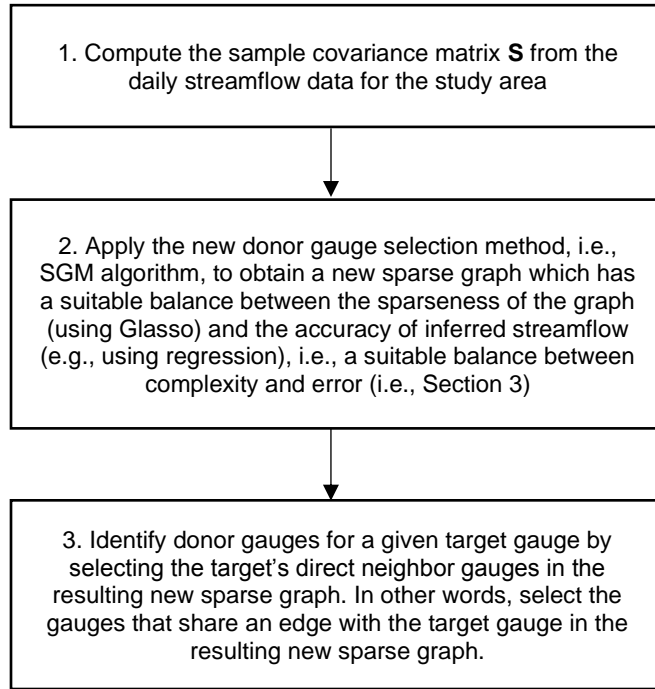 1. Compute the sample covariance matrix S from the
daily streamflow data for the study area
2. Apply the new donor gauge selection method, i.e.,
SGM algorithm, to obtain a new sparse graph which has
a suitable balance between the sparseness of the graph
(using Glasso) and the accuracy of inferred streamflow
(e.g., using regression), i.e., a suitable balance between
complexity and error (i.e., Section 3)
3. Identify donor gauges for a given target gauge by
selecting the target's direct neighbor gauges in the
resulting new sparse graph. In other words, select the
gauges that share an edge with the target gauge in the
resulting new sparse graph.